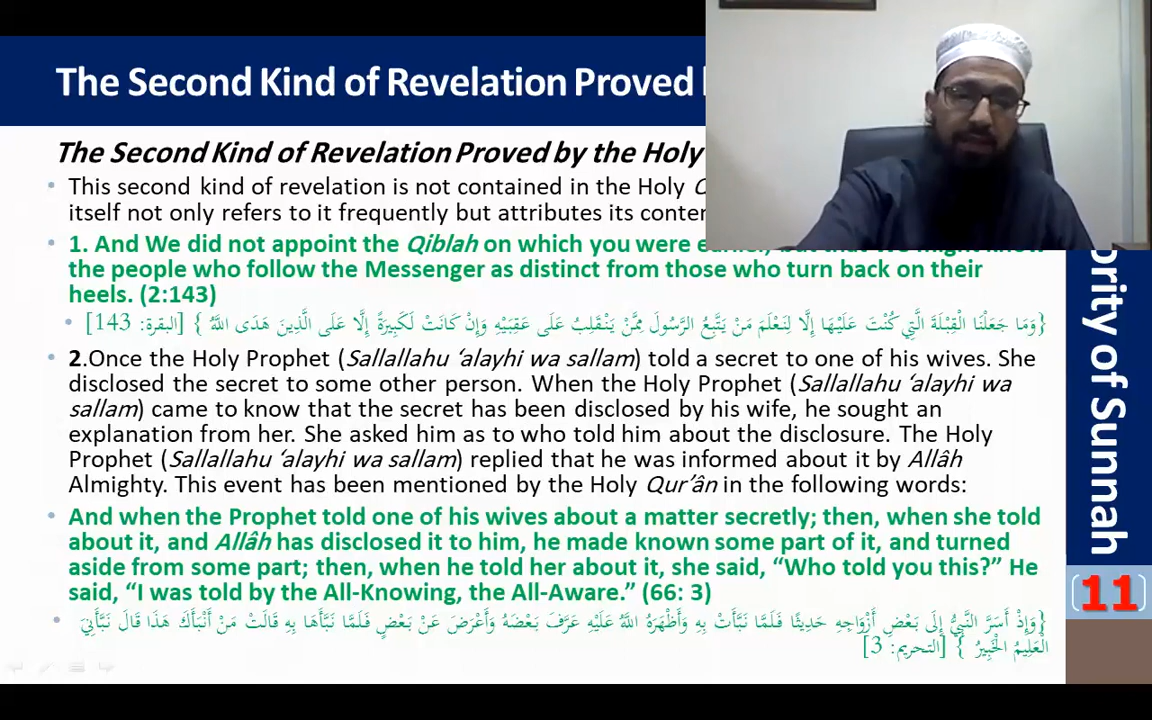 The Second Kind of Revelation Proved
The Second Kind of Revelation Proved by the Holy
• This second kind of revelation is not contained in the Holy
itself not only refers to it frequently but attributes its
• 1. And We did not appoint the Qiblah on which you were
the people who follow the Messenger as distinct from those who turn back on their
heels. (2:143)
• {وَمَا جَعَلْنَا الْقِبْلَةَ الَّتِي كُنْتَ عَلَيْهَا إِلَّا لِنَعْلَمَ مَنْ يَتَّبِعُ الرَّسُولَ مِمَّنْ يَنْقَلِبُ عَلَى عَقِبَيْهِ وَإِنْ كَانَتْ لَكَبِيرَةً إِلَّا عَلَى الَّذِينَ هَدَى اللَّهُ } [البقرة: 143]
• 2.Once the Holy Prophet (Sallallahu ‘alayhi wa sallam) told a secret to one of his wives. She
disclosed the secret to some other person. When the Holy Prophet (Sallallahu ‘alayhi wa
sallam) came to know that the secret has been disclosed by his wife, he sought an
explanation from her. She asked him as to who told him about the disclosure. The Holy
Prophet (Sallallahu ‘alayhi wa sallam) replied that he was informed about it by Allâh
Almighty. This event has been mentioned by the Holy Qur’ân in the following words:
• And when the Prophet told one of his wives about a matter secretly; then, when she told
about it, and Allâh has disclosed it to him, he made known some part of it, and turned
aside from some part; then, when he told her about it, she said, “Who told you this?” He
said, “I was told by the All-Knowing, the All-Aware.” (66: 3)
• {وَإِذْ أَسَرَّ النَّبِيُّ إِلَى بَعْضِ أَزْوَاجِهِ حَدِيثًا فَلَمَّا نَبَّأَتْ بِهِ وَأَظْهَرَهُ اللَّهُ عَلَيْهِ عَرَّفَ بَعْضَهُ وَأَعْرَضَ عَنْ بَعْضٍ فَلَمَّا نَبَّأَهَا بِهِ قَالَتْ مَنْ أَنْبَأَكَ هَذَا قَالَ نَبَّأَنِيَ
الْعَلِيمُ الْخَبِيرُ } [التحريم: 3]
ority of Sunnah
11